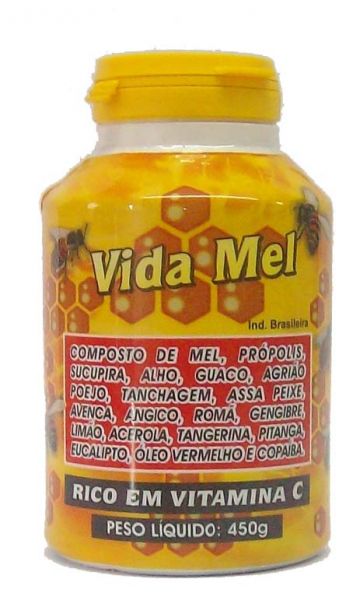 Vida Mel
Ind. Brasileira
COMPOSTO DE MEL, PRÓPOLIS,
SUCUPIRA, ALHO, GUACO, AGRIÃO
POEJO, TANCHAGEM, ASSA PEIXE,
AVENCA, ANGICO, ROMÃ, GENGIBRE,
LIMÃO, ACEROLA, TANGERINA, PITANGA,
EUCALIPTO, ÓLEO VERMELHO E COPAÍBA.
RICO EM VITAMINA C
PESO LÍQUIDO: 450g